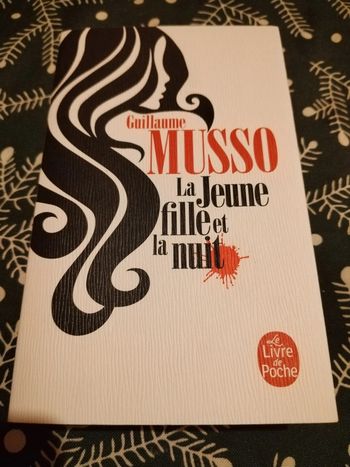 Guillaume
MUSSO
La Jeune
fille et
la nuit
Le
Livre
de
Poche